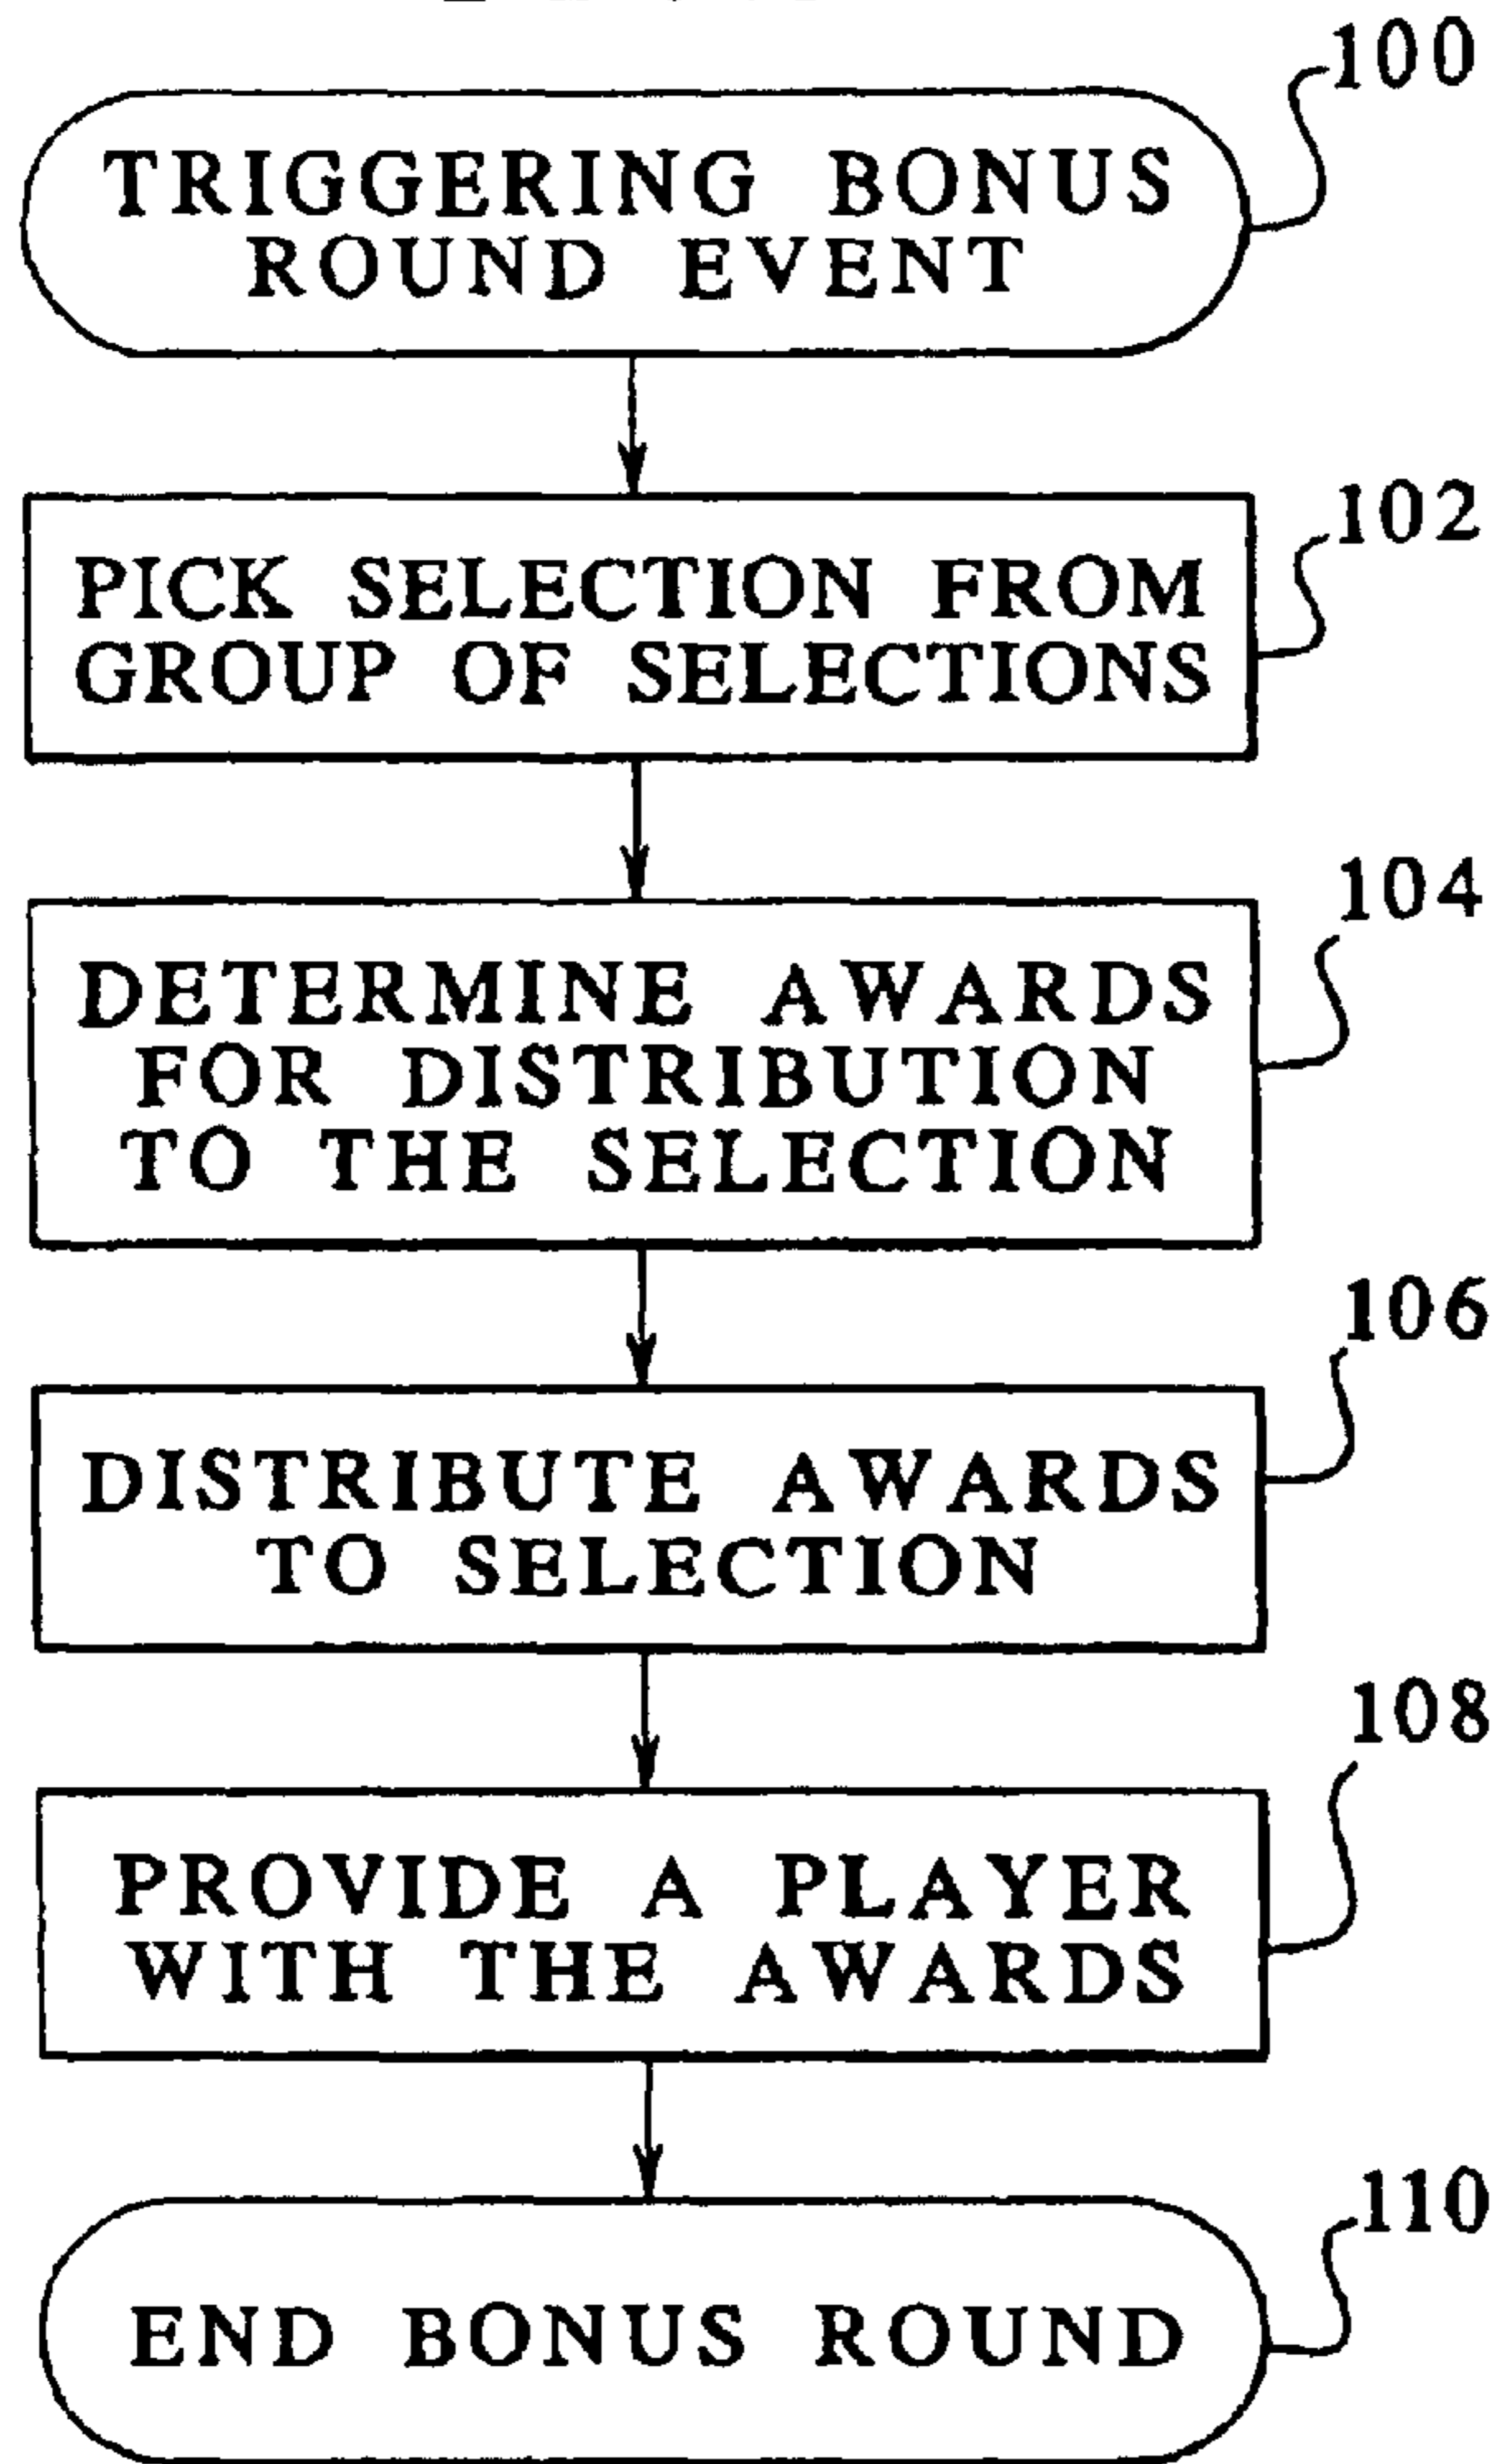 100
TRIGGERING BONUS
ROUND EVENT
102
PICK SELECTION FROM
GROUP OF SELECTIONS
104
DETERMINE AWARDS
FOR DISTRIBUTION
TO THE SELECTION
106
DISTRIBUTE AWARDS
TO SELECTION
108
PROVIDE A PLAYER
WITH THE AWARDS
110
END BONUS ROUND